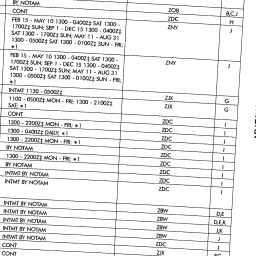 BY NOTAM ZOB B,C,I
CONT ZDC H
FEB 15 - MAY 10 1300 - 0400Z‡ SAT 1300 - ZNY J
1700Z‡ SUN; SEP 1 - DEC 15 1300 - 0400Z‡
SAT 1300 - 1700Z‡ SUN; MAY 11 - AUG 31
1300 - 0500Z‡ SAT 1300 - 0100Z‡ SUN - FRI;
*1
FEB 15 - MAY 10 1300 - 0400Z‡ SAT 1300 - ZNY J
1700Z‡ SUN; SEP 1 - DEC 15 1300 - 0400Z‡
SAT 1300 - 1700Z‡ SUN; MAY 11 - AUG 31
1300 - 0500Z‡ SAT 1300 - 0100Z‡ SUN - FRI;
*1
INTMT 1130 - 0500Z‡ ZJX G
1100 - 0500Z‡ MON - FRI; 1300 - 2100Z‡ ZJX G
SAT; *1
CONT ZDC I
1300 - 2200Z‡ MON - FRI; *1 ZDC I
1300 - 0400Z‡ DAILY; *1 ZDC I
1300 - 2200Z‡ MON - FRI; *1 ZDC I
BY NOTAM ZDC I
1300 - 2200Z‡ MON - FRI; *1 ZDC I
BY NOTAM ZDC I
INTMT BY NOTAM ZDC I
INTMT BY NOTAM ZDC I
INTMT BY NOTAM ZBW D,E
INTMT BY NOTAM ZBW D,E,K
INTMT BY NOTAM ZBW J,K
INTMT BY NOTAM ZBW J
CONT ZDC I
CONT ZJX